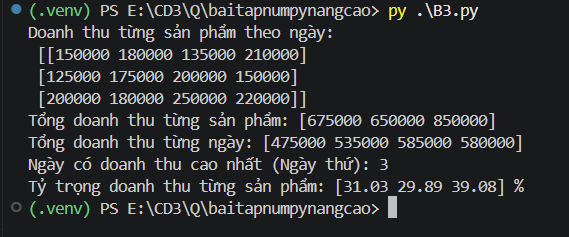 (.venv) PS E:\CD3\Q\baitapnumpynangcao> py .\B3.py
Doanh thu từng sản phẩm theo ngày:
[[150000 180000 135000 210000]
[125000 175000 200000 150000]
[200000 180000 250000 220000]]
Tổng doanh thu từng sản phẩm: [675000 650000 850000]
Tổng doanh thu từng ngày: [475000 535000 585000 580000]
Ngày có doanh thu cao nhất (Ngày thứ): 3
Tỷ trọng doanh thu từng sản phẩm: [31.03 29.89 39.08] %
(.venv) PS E:\CD3\Q\baitapnumpynangcao>